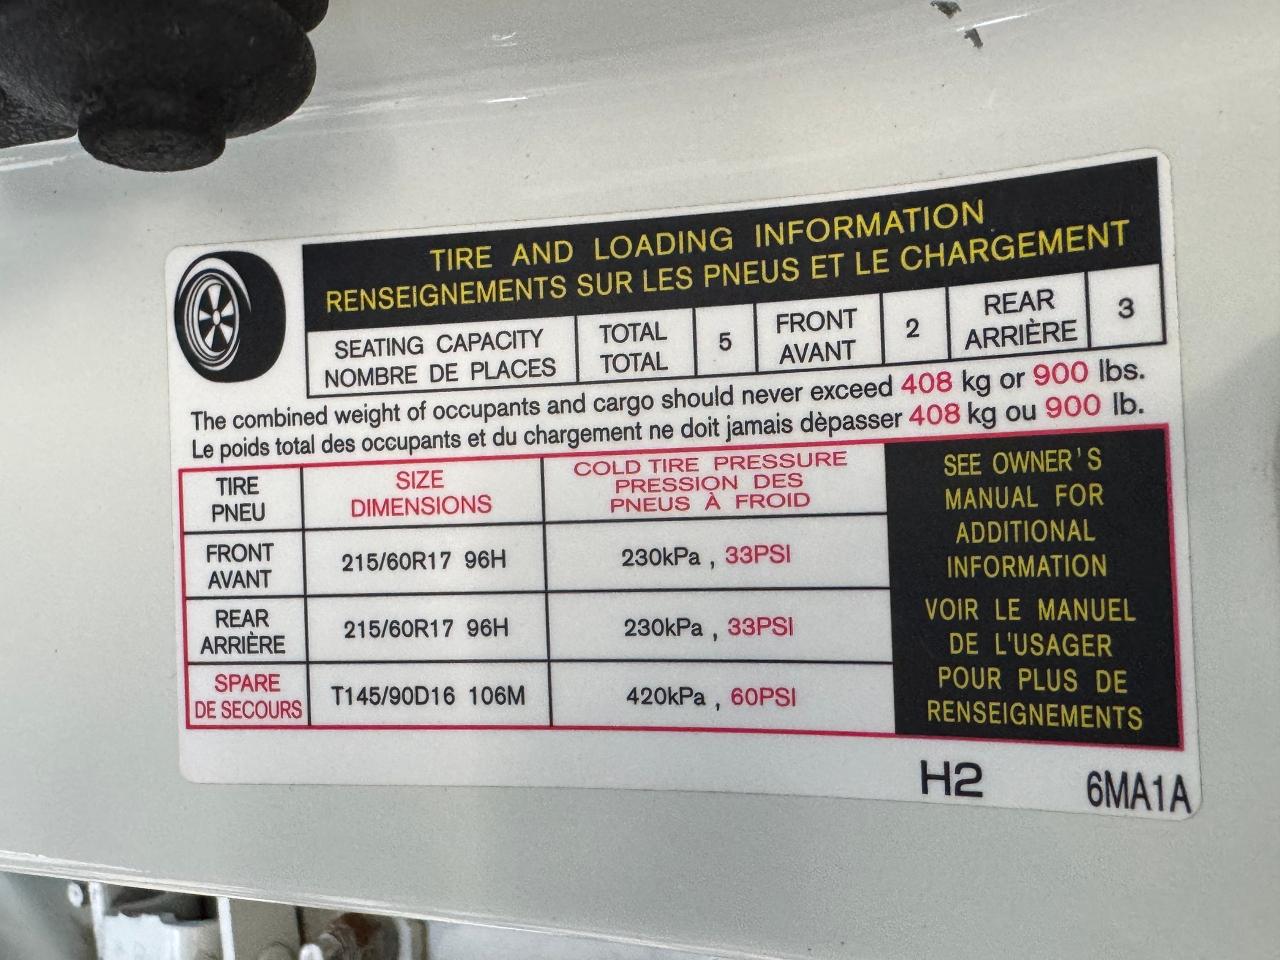 TIRE AND LOADING INFORMATION
RENSEIGNEMENTS SUR LES PNEUS ET LE CHARGEMENT
SEATING CAPACITY
NOMBRE DE PLACES
TOTAL
TOTAL
5
FRONT
AVANT
2
REAR
ARRIÈRE
3
The combined weight of occupants and cargo should never exceed 408 kg or 900 lbs.
Le poids total des occupants et du chargement ne doit jamais dèpasser 408 kg ou 900 lb.
TIRE
PNEU
SIZE
DIMENSIONS
COLD TIRE PRESSURE
PRESSION DES
PNEUS À FROID
FRONT
AVANT
215/60R17 96H
230kPa , 33PSI
REAR
ARRIÈRE
215/60R17 96H
230kPa , 33PSI
SPARE
DE SECOURS
T145/90D16 106M
420kPa , 60PSI
SEE OWNER'S
MANUAL FOR
ADDITIONAL
INFORMATION
VOIR LE MANUEL
DE L'USAGER
POUR PLUS DE
RENSEIGNEMENTS
H2
6MA1A